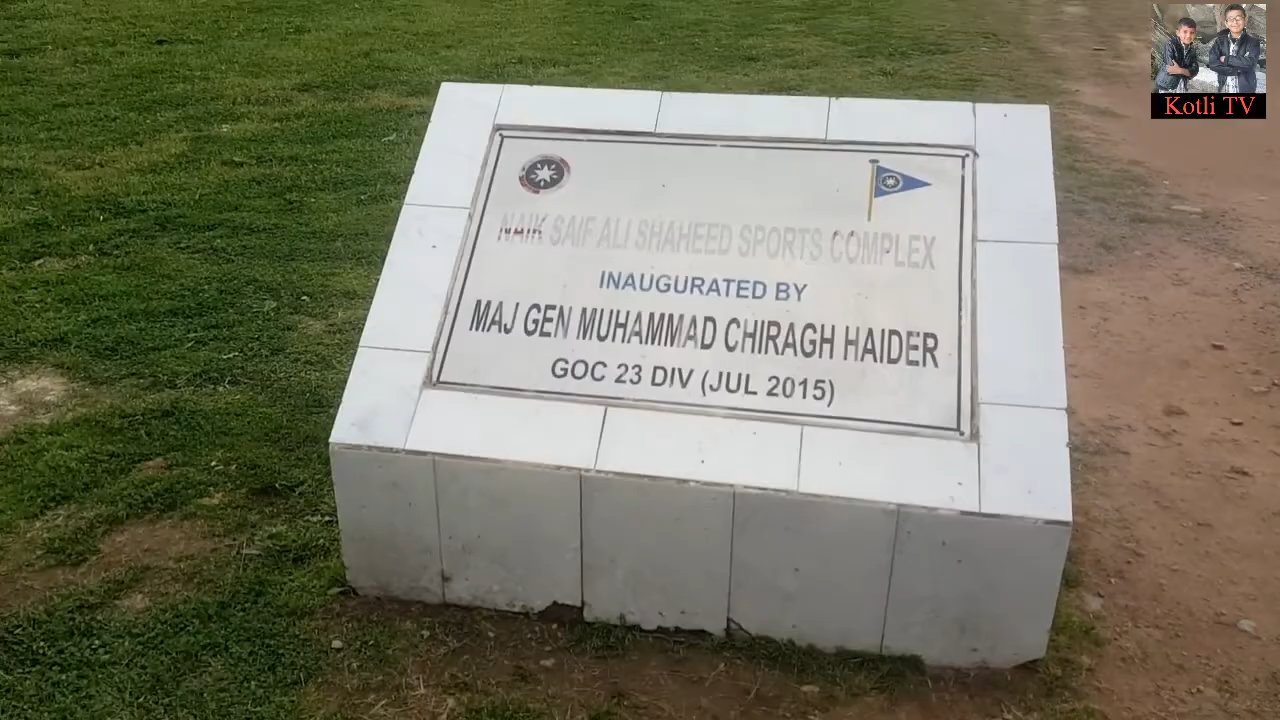 Kotli TV
NAIK SAIF ALI SHAHEED SPORTS COMPLEX
INAUGURATED BY
MAJ GEN MUHAMMAD CHIRAGH HAIDER
GOC 23 DIV (JUL 2015)